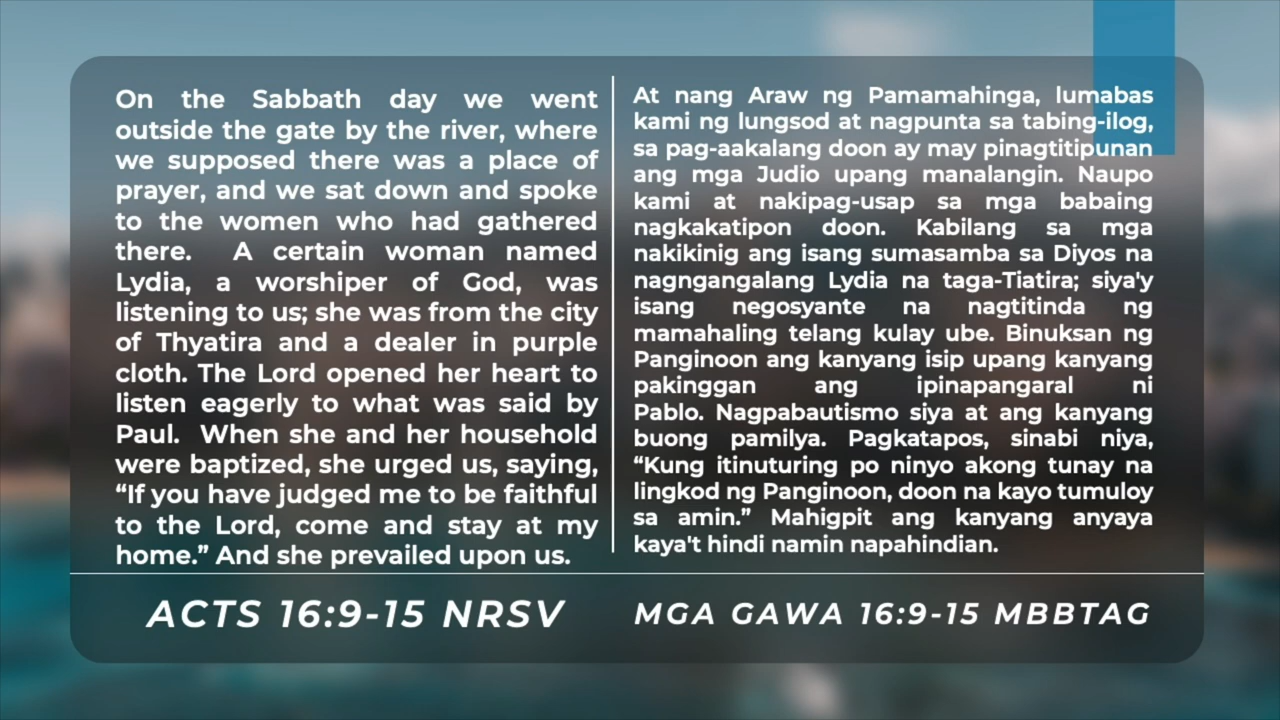 On the Sabbath day we went
outside the gate by the river, where
we supposed there was a place of
prayer, and we sat down and spoke
to the women who had gathered
there. A certain woman named
Lydia, a worshiper of God, was
listening to us; she was from the city
of Thyatira and a dealer in purple
cloth. The Lord opened her heart to
listen eagerly to what was said by
Paul. When she and her household
were baptized, she urged us, saying,
“If you have judged me to be faithful
to the Lord, come and stay at my
home.” And she prevailed upon us.
ACTS 16:9-15 NRSV
At nang Araw ng Pamamahinga, lumabas
kami ng lungsod at nagpunta sa tabing-ilog,
sa pag-aakalang doon ay may pinagtitipunan
ang mga Judio upang manalangin. Naupo
kami at nakipag-usap sa mga babaing
nagkakatipon doon. Kabilang sa mga
nakikinig ang isang sumasamba sa Diyos na
nagngangalang Lydia na taga-Tiatira; siya'y
isang negosyante na nagtitinda ng
mamahaling telang kulay ube. Binuksan ng
Panginoon ang kanyang isip upang kanyang
pakinggan ang ipinapangaral ni
Pablo. Nagpabautismo siya at ang kanyang
buong pamilya. Pagkatapos, sinabi niya,
“Kung itinuturing po ninyo akong tunay na
lingkod ng Panginoon, doon na kayo tumuloy
sa amin.” Mahigpit ang kanyang anyaya
kaya't hindi namin napahindian.
MGA GAWA 16:9-15 MBBTAG